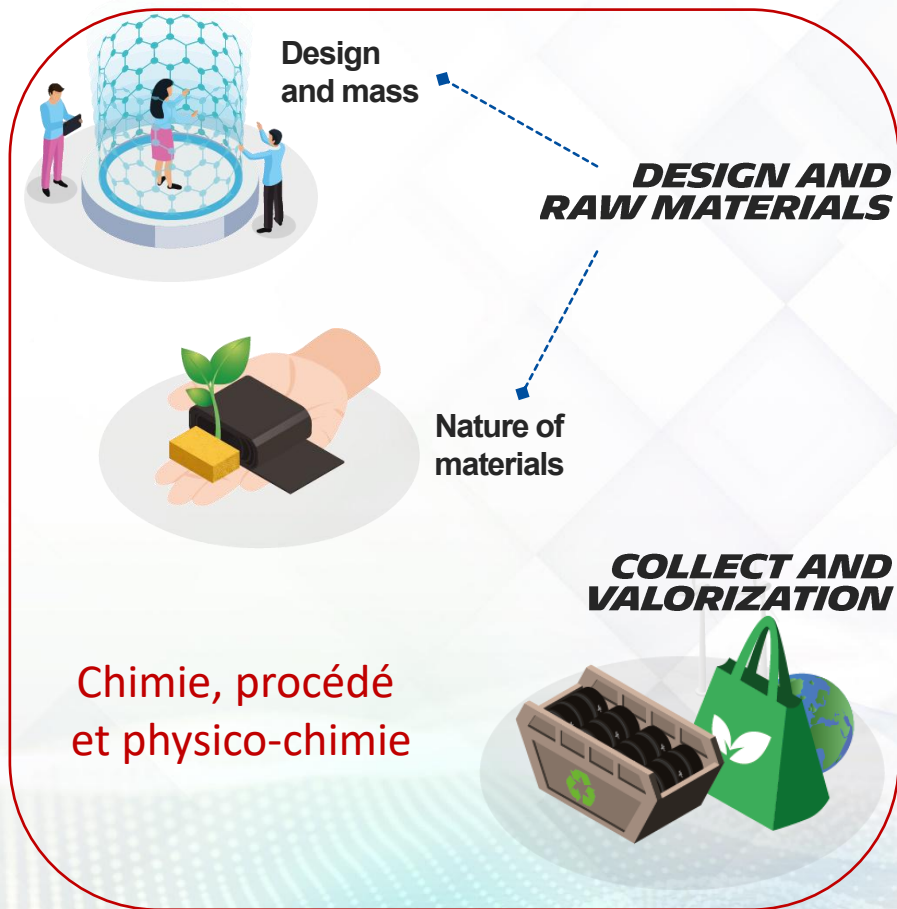 Design
and mass
DESIGN AND
RAW MATERIALS
Nature of
materials
COLLECT AND
VALORIZATION
Chimie, procédé
et physico-chimie